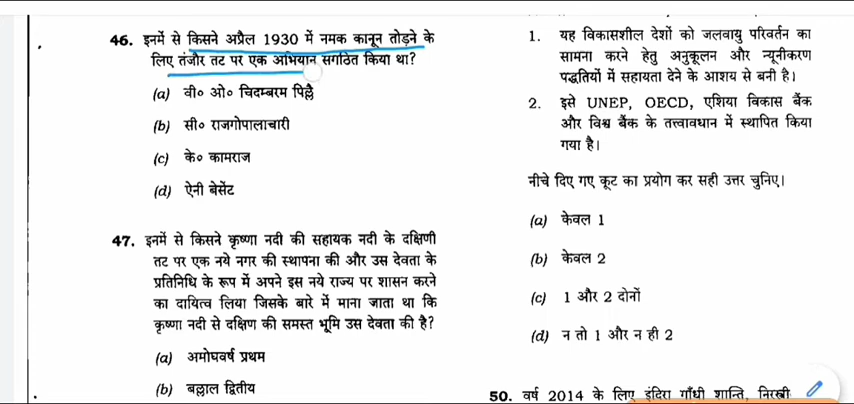 46. इनमें से किसने अप्रैल 1930 में नमक कानून तोड़ने के
लिए तंजौर तट पर एक अभियान संगठित किया था?
(a) वी० ओ० चिदम्बरम पिल्लै
(b) सी० राजगोपालाचारी
(c) के० कामराज
(d) ऐनी बेसेंट
47. इनमें से किसने कृष्णा नदी की सहायक नदी के दक्षिणी
तट पर एक नये नगर की स्थापना की और उस देवता के
प्रतिनिधि के रूप में अपने इस नये राज्य पर शासन करने
का दायित्व लिया जिसके बारे में माना जाता था कि
कृष्णा नदी से दक्षिण की समस्त भूमि उस देवता की है?
(a) अमोघवर्ष प्रथम
(b) बल्लाल द्वितीय
1. यह विकासशील देशों को जलवायु परिवर्तन का
सामना करने हेतु अनुकूलन और न्यूनीकरण
पद्धतियों में सहायता देने के आशय से बनी है।
2. इसे UNEP, OECD, एशिया विकास बैंक
और विश्व बैंक के तत्त्वावधान में स्थापित किया
गया है।
नीचे दिए गए कूट का प्रयोग कर सही उत्तर चुनिए।
(a) केवल 1
(b) केवल 2
(c) 1 और 2 दोनों
(d) न तो 1 और न ही 2
50. वर्ष 2014 के लिए इंदिरा गाँधी शान्ति, निरस्त्री